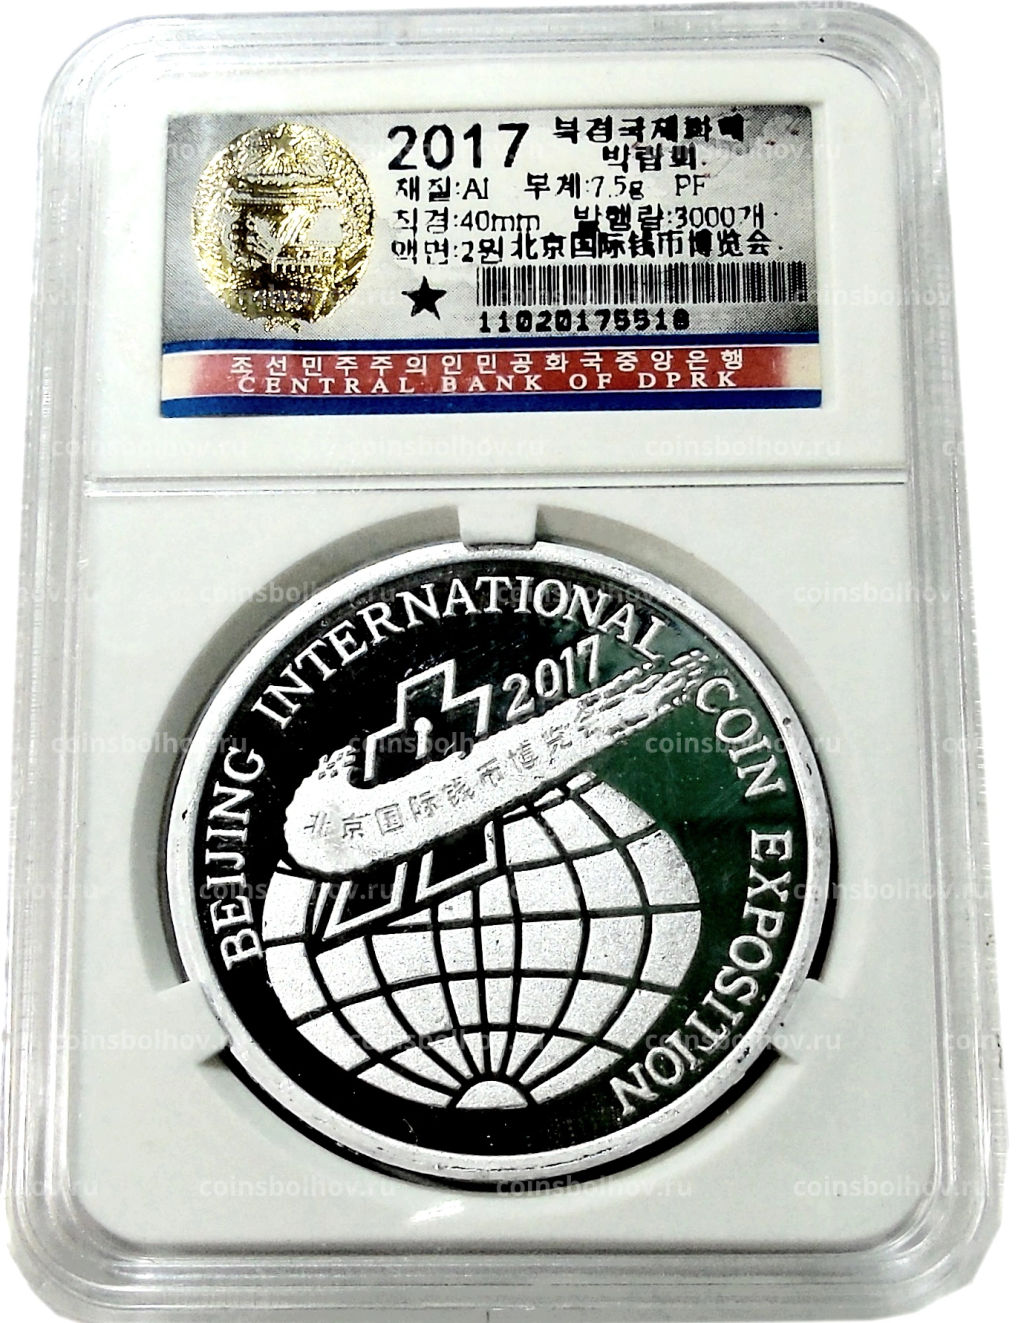 2017 북경국제화폐
박람회.
재질:Al 무게:7.5g PF
직경:40mm 발행량:3000개.
액면:2원 北京国际钱币博览会.
11020175518
조선민주주의인민공화국중앙은행
CENTRAL BANK OF DPRK
BEIJING INTERNATIONAL COIN EXPOSITION
2017
北京国际钱币博览会
coinsbolhov.ru